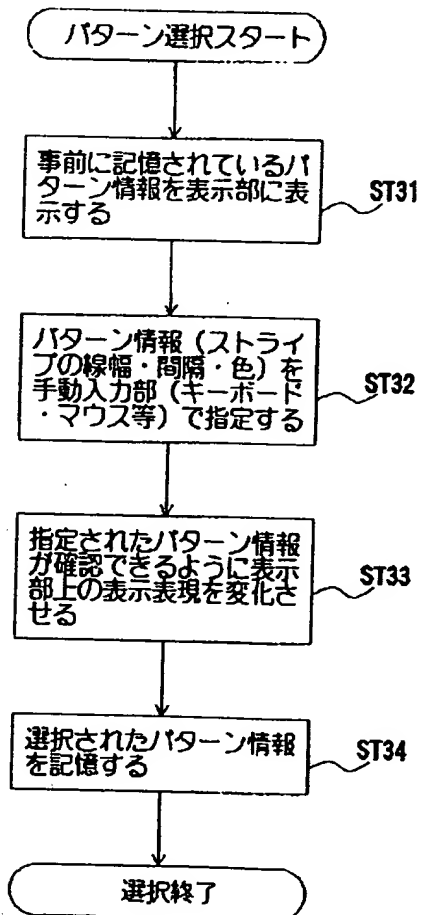 パターン選択スタート
事前に記憶されているパ
ターン情報を表示部に表
示する
ST31
パターン情報(ストライ
プの線幅・間隔・色)を
手動入力部(キーボード
・マウス等)で指定する
ST32
指定されたパターン情報
が確認できるように表示
部上の表示表現を変化さ
せる
ST33
選択されたパターン情報
を記憶する
ST34
選択終了